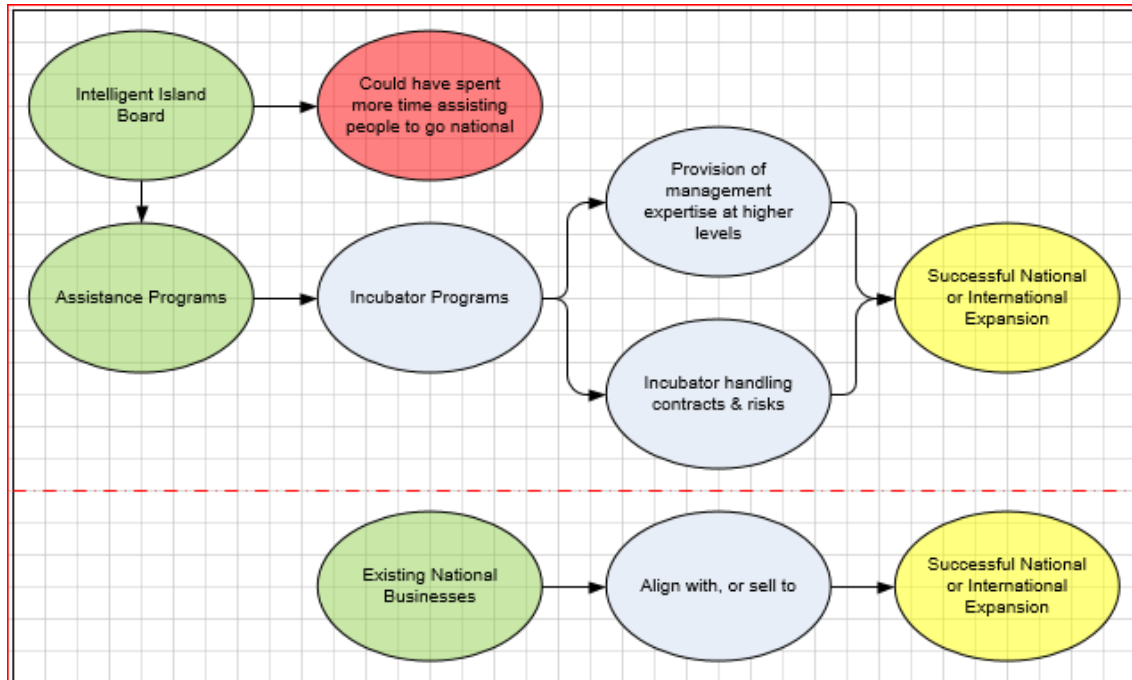 Intelligent Island
Board
Could have spent
more time assisting
people to go national
Provision of
management
expertise at higher
levels
Assistance Programs
Incubator Programs
Successful National
or International
Expansion
Incubator handling
contracts & risks
Existing National
Businesses
Align with, or sell to
Successful National
or International
Expansion